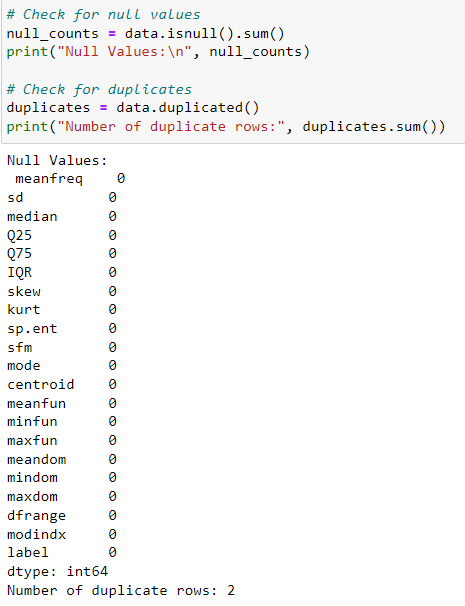 # Check for null values
null_counts = data.isnull().sum()
print("Null Values:\n", null_counts)
# Check for duplicates
duplicates = data.duplicated()
print("Number of duplicate rows:", duplicates.sum())
Null Values:
 meanfreq    0
sd          0
median      0
Q25         0
Q75         0
IQR         0
skew        0
kurt        0
sp.ent      0
sfm         0
mode        0
centroid    0
meanfun     0
minfun      0
maxfun      0
meandom     0
mindom      0
maxdom      0
dfrange     0
modindx     0
label       0
dtype: int64
Number of duplicate rows: 2